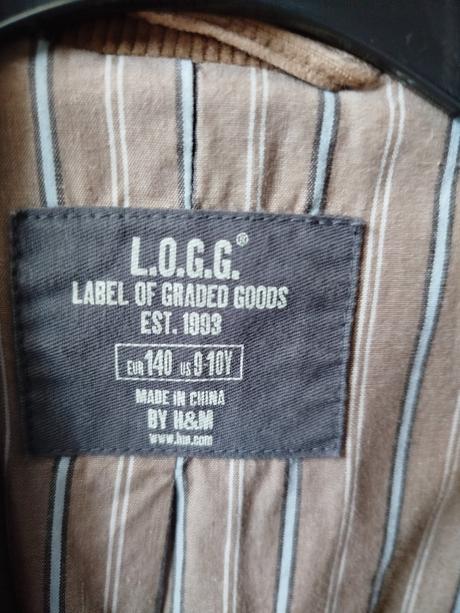 L.O.G.G.®
LABEL OF GRADED GOODS
EST. 1993
EUR 140 US 9-10Y
MADE IN CHINA
BY H&M
www.hm.com